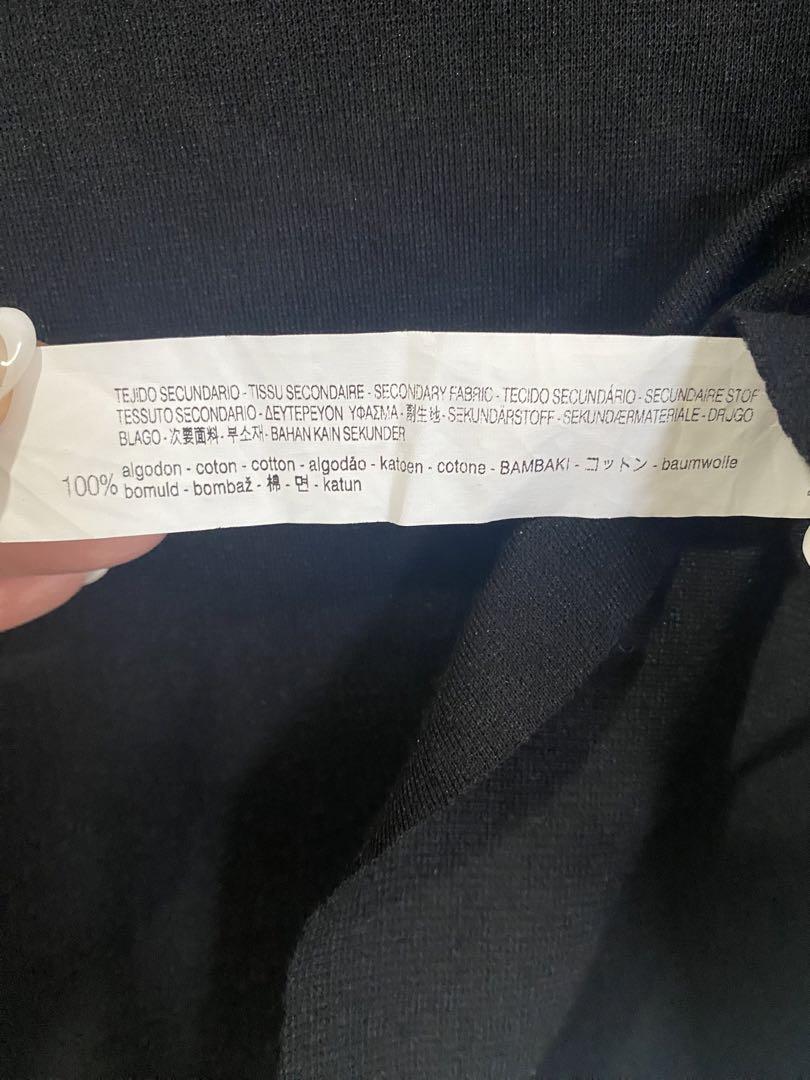 TEJIDO SECUNDARIO - TISSU SECONDAIRE - SECONDARY FABRIC - TECIDO SECUNDÁRIO - SECUNDAIRE STOF
TESSUTO SECONDARIO - ΔΕΥΤΕΡΕΥΟΝ ΥΦΑΣΜΑ - 副生地 - SEKUNDÄRSTOFF - SEKUNDÆRMATERIALE - DRUGO
BLAGO - 次要面料 - 부소재 - BAHAN KAIN SEKUNDER
100% algodon - coton - cotton - algodão - katoen - cotone - BAMBAKI - コットン - baumwolle
bomuld - bombaž - 棉 - 면 - katun